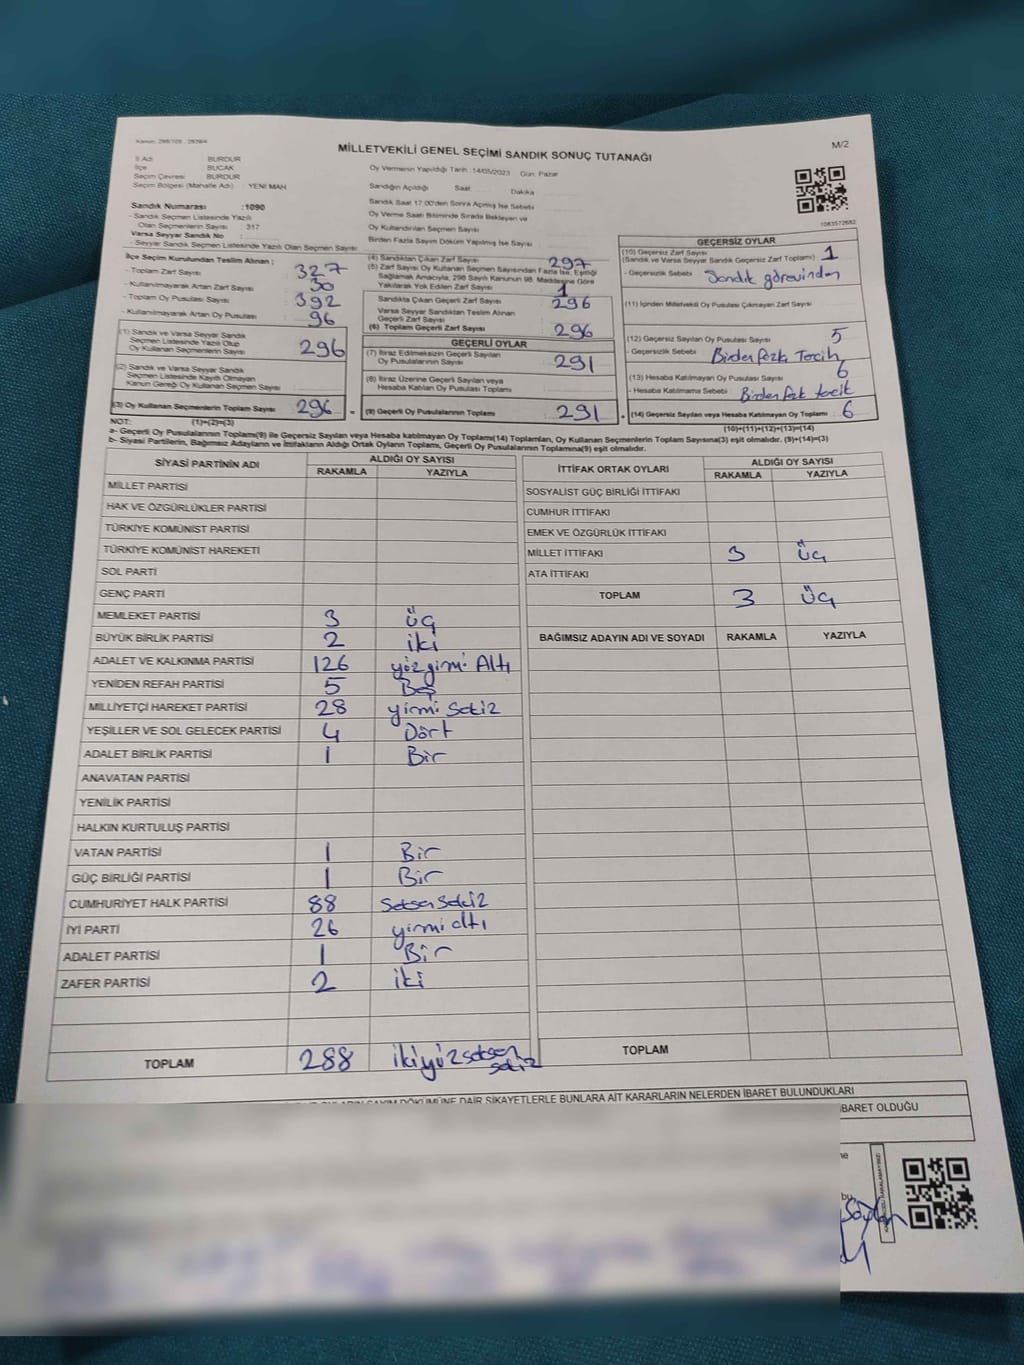 Kanun: 298/105 , 2839/4
MİLLETVEKİLİ GENEL SEÇİMİ SANDIK SONUÇ TUTANAĞI
M/2
İl Adı : BURDUR
İlçe : BUCAK
Seçim Çevresi : BURDUR
Seçim Bölgesi (Mahalle Adı) : YENİ MAH
Oy Vermenin Yapıldığı Tarih :14/05/2023 Gün: Pazar
Sandığın Açıldığı Saat: Dakika
Sandık Saat 17:00'den Sonra Açılmış İse Sebebi
Oy Verme Saati Bitiminde Sırada Bekleyen ve
Oy Kullandırılan Seçmen Sayısı
Birden Fazla Sayım Döküm Yapılmış İse Sayısı
1083572682
Sandık Numarası :1090
- Sandık Seçmen Listesinde Yazılı
Olan Seçmenlerin Sayısı : 317
Varsa Seyyar Sandık No :
- Seyyar Sandık Seçmen Listesinde Yazılı Olan Seçmen Sayısı:
İlçe Seçim Kurulundan Teslim Alınan ;
- Toplam Zarf Sayısı : 327
- Kullanılmayarak Artan Zarf Sayısı : 30
- Toplam Oy Pusulası Sayısı : 392
- Kullanılmayarak Artan Oy Pusulası : 96
(1) Sandık ve Varsa Seyyar Sandık
Seçmen Listesinde Yazılı Olup
Oy Kullanan Seçmenlerin Sayısı : 296
(2) Sandık ve Varsa Seyyar Sandık
Seçmen Listesinde Kayıtlı Olmayan
Kanun Gereği Oy Kullanan Seçmen Sayısı:
(3) Oy Kullanan Seçmenlerin Toplam Sayısı : 296
(4) Sandıktan Çıkan Zarf Sayısı : 297
(5) Zarf Sayısı Oy Kullanan Seçmen Sayısından Fazla İse, Eşitliği
Sağlamak Amacıyla, 298 Sayılı Kanunun 98. Maddesine Göre
Yakılarak Yok Edilen Zarf Sayısı : 1
Sandıkta Çıkan Geçerli Zarf Sayısı : 296
Varsa Seyyar Sandıktan Teslim Alınan
Geçerli Zarf Sayısı
(6) Toplam Geçerli Zarf Sayısı : 296
GEÇERLİ OYLAR
(7) İtiraz Edilmeksizin Geçerli Sayılan
Oy Pusulalarının Sayısı : 291
(8) İtiraz Üzerine Geçerli Sayılan veya
Hesaba Katılan Oy Pusulası Toplamı :
= (9) Geçerli Oy Pusulalarının Toplamı : 291
GEÇERSİZ OYLAR
(10) Geçersiz Zarf Sayısı
(Sandık ve Varsa Seyyar Sandık Geçersiz Zarf Toplamı) : 1
- Geçersizlik Sebebi : Sandık görevinden
(11) İçinden Milletvekili Oy Pusulası Çıkmayan Zarf Sayısı :
(12) Geçersiz Sayılan Oy Pusulası Sayısı : 5
- Geçersizlik Sebebi : Birden fazla Tercih
(13) Hesaba Katılmayan Oy Pusulası Sayısı : 6
- Hesaba Katılmama Sebebi : Birden fazk tercit
+ (14) Geçersiz Sayılan veya Hesaba Katılmayan Oy Toplamı : 6
NOT: (1)+(2)=(3)
(10)+(11)+(12)+(13)=(14)
a- Geçerli Oy Pusulalarının Toplamı(9) ile Geçersiz Sayılan veya Hesaba katılmayan Oy Toplamı(14) Toplamları, Oy Kullanan Seçmenlerin Toplam Sayısına(3) eşit olmalıdır. (9)+(14)=(3)
b- Siyasi Partilerin, Bağımsız Adayların ve İttifakların Aldığı Ortak Oyların Toplamı, Geçerli Oy Pusulalarının Toplamına(9) eşit olmalıdır.
SİYASİ PARTİNİN ADI ALDIĞI OY SAYISI
RAKAMLA YAZIYLA
MİLLET PARTİSİ
HAK VE ÖZGÜRLÜKLER PARTİSİ
TÜRKİYE KOMÜNİST PARTİSİ
TÜRKİYE KOMÜNİST HAREKETİ
SOL PARTİ
GENÇ PARTİ
MEMLEKET PARTİSİ 3 üç
BÜYÜK BİRLİK PARTİSİ 2 iki
ADALET VE KALKINMA PARTİSİ 126 yüzgirmi Altı
YENİDEN REFAH PARTİSİ 5 Beş
MİLLİYETÇİ HAREKET PARTİSİ 28 yirmi Sekiz
YEŞİLLER VE SOL GELECEK PARTİSİ 4 Dört
ADALET BİRLİK PARTİSİ 1 Bir
ANAVATAN PARTİSİ
YENİLİK PARTİSİ
HALKIN KURTULUŞ PARTİSİ
VATAN PARTİSİ 1 Bir
GÜÇ BİRLİĞİ PARTİSİ 1 Bir
CUMHURİYET HALK PARTİSİ 88 SeksenSekiz
İYİ PARTİ 26 yirmi altı
ADALET PARTİSİ 1 Bir
ZAFER PARTİSİ 2 iki
TOPLAM 288 ikiyüzseksen sekiz
İTTİFAK ORTAK OYLARI ALDIĞI OY SAYISI
RAKAMLA YAZIYLA
SOSYALİST GÜÇ BİRLİĞİ İTTİFAKI
CUMHUR İTTİFAKI
EMEK VE ÖZGÜRLÜK İTTİFAKI
MİLLET İTTİFAKI 3 üç
ATA İTTİFAKI
TOPLAM 3 üç
BAĞIMSIZ ADAYIN ADI VE SOYADI RAKAMLA YAZIYLA
TOPLAM
SAYIM DÖKÜMÜNE DAİR ŞİKAYETLERLE BUNLARA AİT KARARLARIN NELERDEN İBARET BULUNDUKLARI
İBARET OLDUĞU